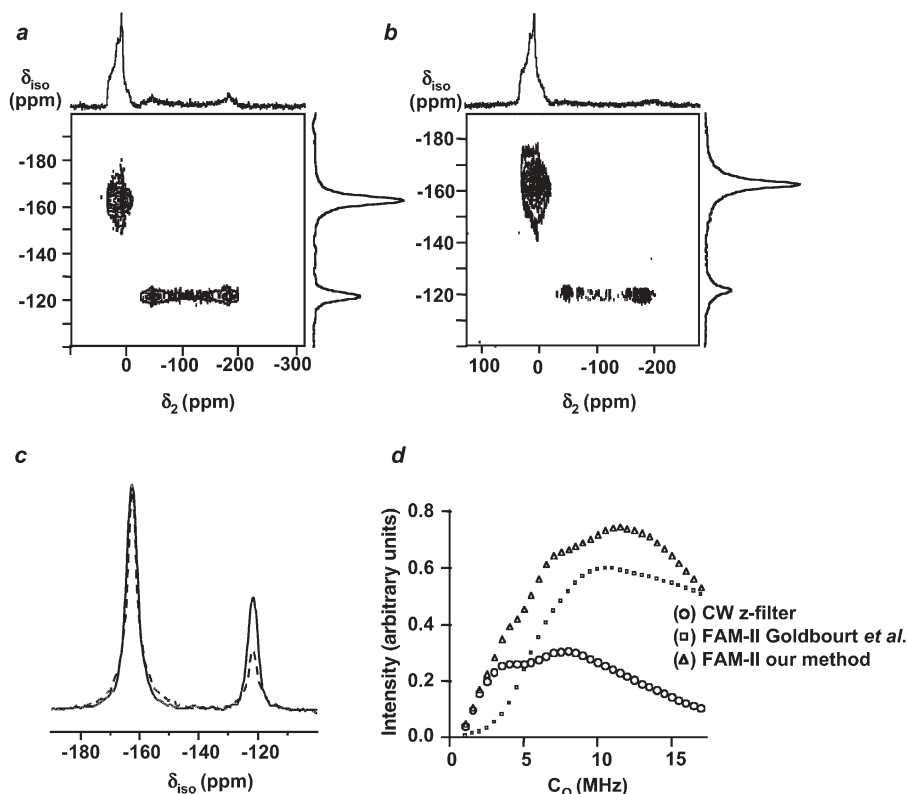 a
δiso
(ppm)
-180
-160
-140
-120
0
-100
-200
-300
δ2 (ppm)
b
δiso
(ppm)
-180
-160
-140
-120
100
0
-100
-200
δ2 (ppm)
c
-180
-160
-140
-120
δiso (ppm)
d
Intensity (arbitrary units)
0.8
0.6
0.4
0.2
0.0
0
5
10
15
CQ (MHz)
CW z-filter
FAM-II Goldbourt et al.
FAM-II our method